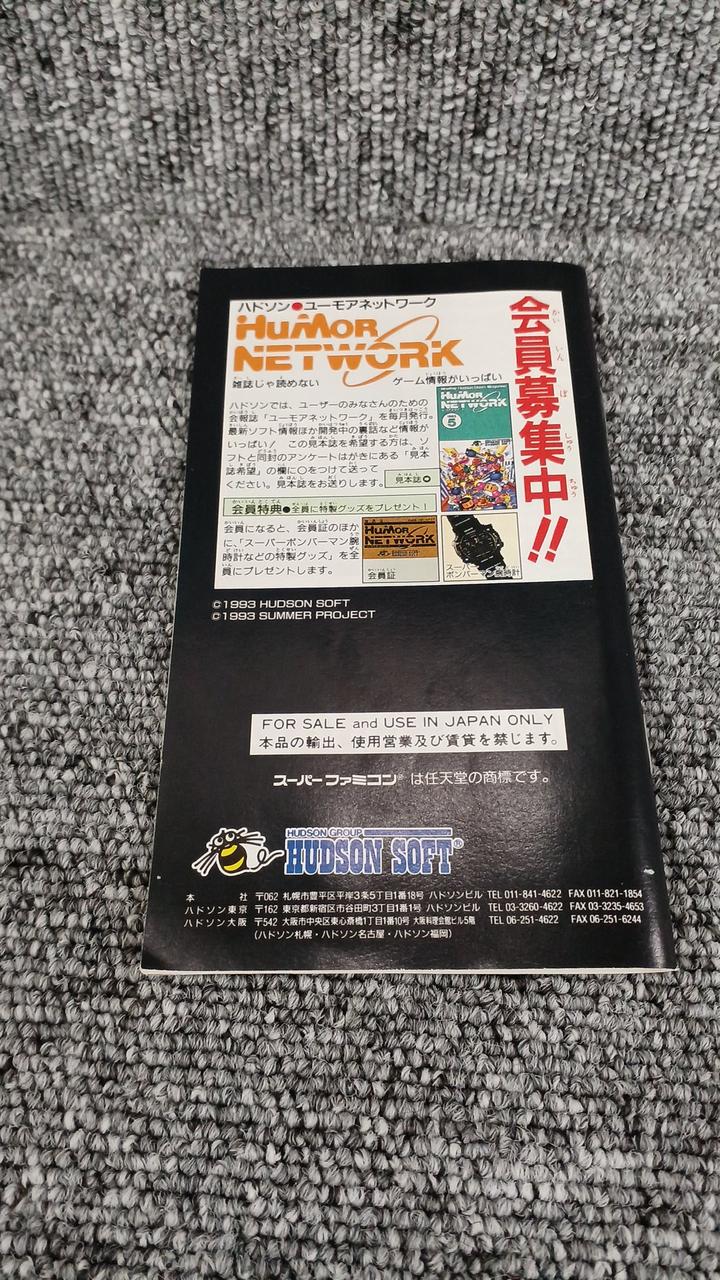 ハドソン●ユーモアネットワーク
HUMOR
NETWORK
雑誌じゃ読めない ゲーム情報がいっぱい
会員募集中!!
ハドソンでは、ユーザーのみなさんのための
会報誌「ユーモアネットワーク」を毎月発行。
最新ソフト情報ほか開発中の裏話など情報が
いっぱい! この見本誌を希望する方は、ソ
フトと同封のアンケートはがきにある「見本
誌希望」の欄に○をつけて送って
ください。見本誌をお送りします。
見本誌
HUMOR
NETWORK
5
会員特典●全員に特製グッズをプレゼント!
会員になると、会員証のほか
に、「スーパーボンバーマン腕
時計などの特製グッズ」を全
員にプレゼントします。
HUMOR
NETWORK
会員証
スーパー
ボンバーマン腕時計
©1993 HUDSON SOFT
©1993 SUMMER PROJECT
FOR SALE and USE IN JAPAN ONLY
本品の輸出、使用営業及び賃貸を禁じます。
スーパーファミコン®は任天堂の商標です。
HUDSON GROUP
HUDSON SOFT®
本 社 〒062 札幌市豊平区平岸3条5丁目1番18号 ハドソンビル TEL 011-841-4622 FAX 011-821-1854
ハドソン東京 〒162 東京都新宿区市谷田町3丁目1番1号 ハドソンビル TEL 03-3260-4622 FAX 03-3235-4653
ハドソン大阪 〒542 大阪市中央区東心斎橋1丁目1番10号 大阪料理会館ビル5階 TEL 06-251-4622 FAX 06-251-6244
(ハドソン札幌・ハドソン名古屋・ハドソン福岡)